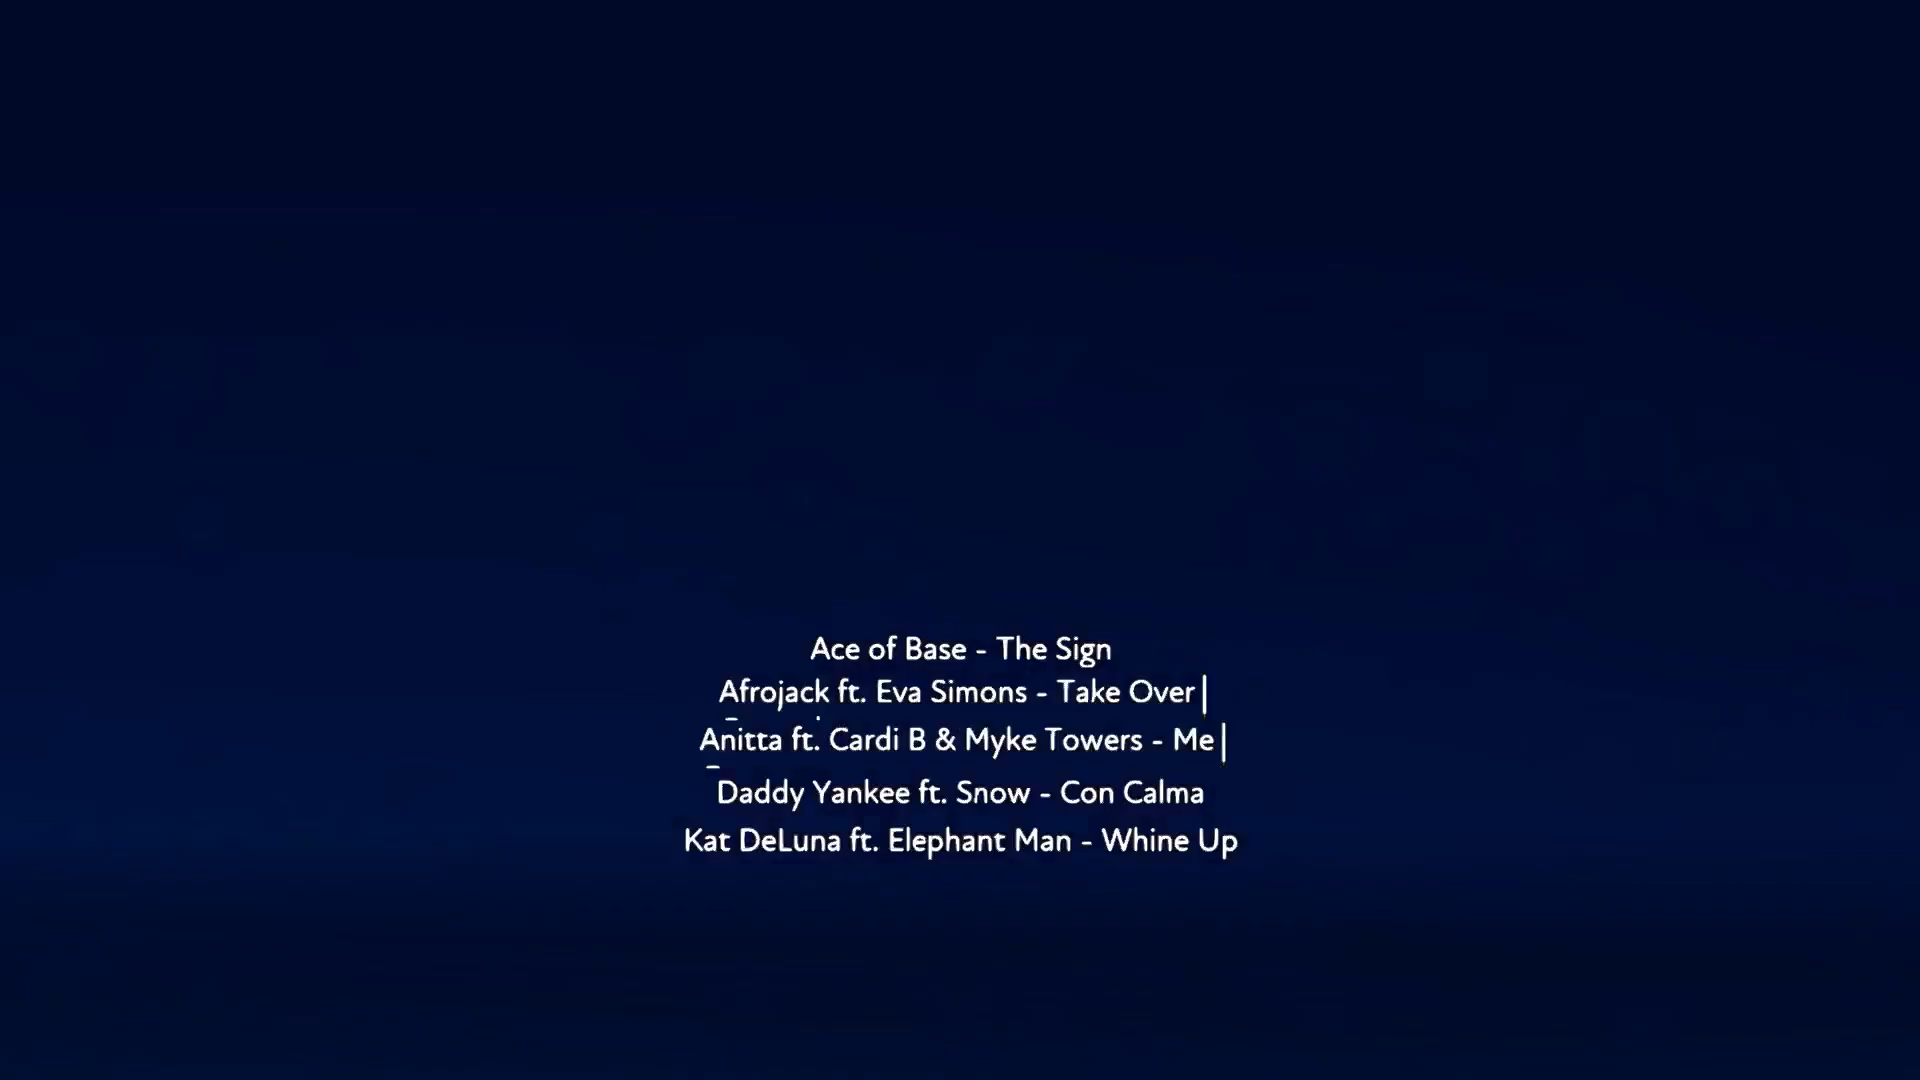 Ace of Base - The Sign
Afrojack ft. Eva Simons - Take Over
Anitta ft. Cardi B & Myke Towers - Me
Daddy Yankee ft. Snow - Con Calma
Kat DeLuna ft. Elephant Man - Whine Up